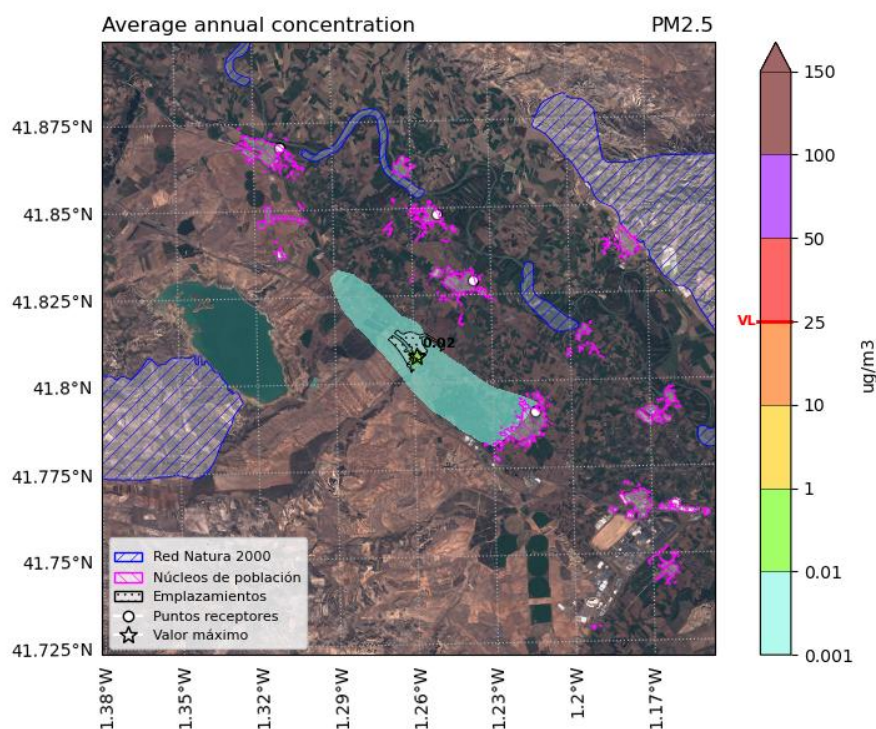 Average annual concentration PM2.5
41.875°N
41.85°N
41.825°N
41.8°N
41.775°N
41.75°N
41.725°N
1.38°W
1.35°W
1.32°W
1.29°W
1.26°W
1.23°W
1.2°W
1.17°W
0.02
Red Natura 2000
Núcleos de población
Emplazamientos
Puntos receptores
Valor máximo
150
100
50
VL 25
10
1
0.01
0.001
ug/m3